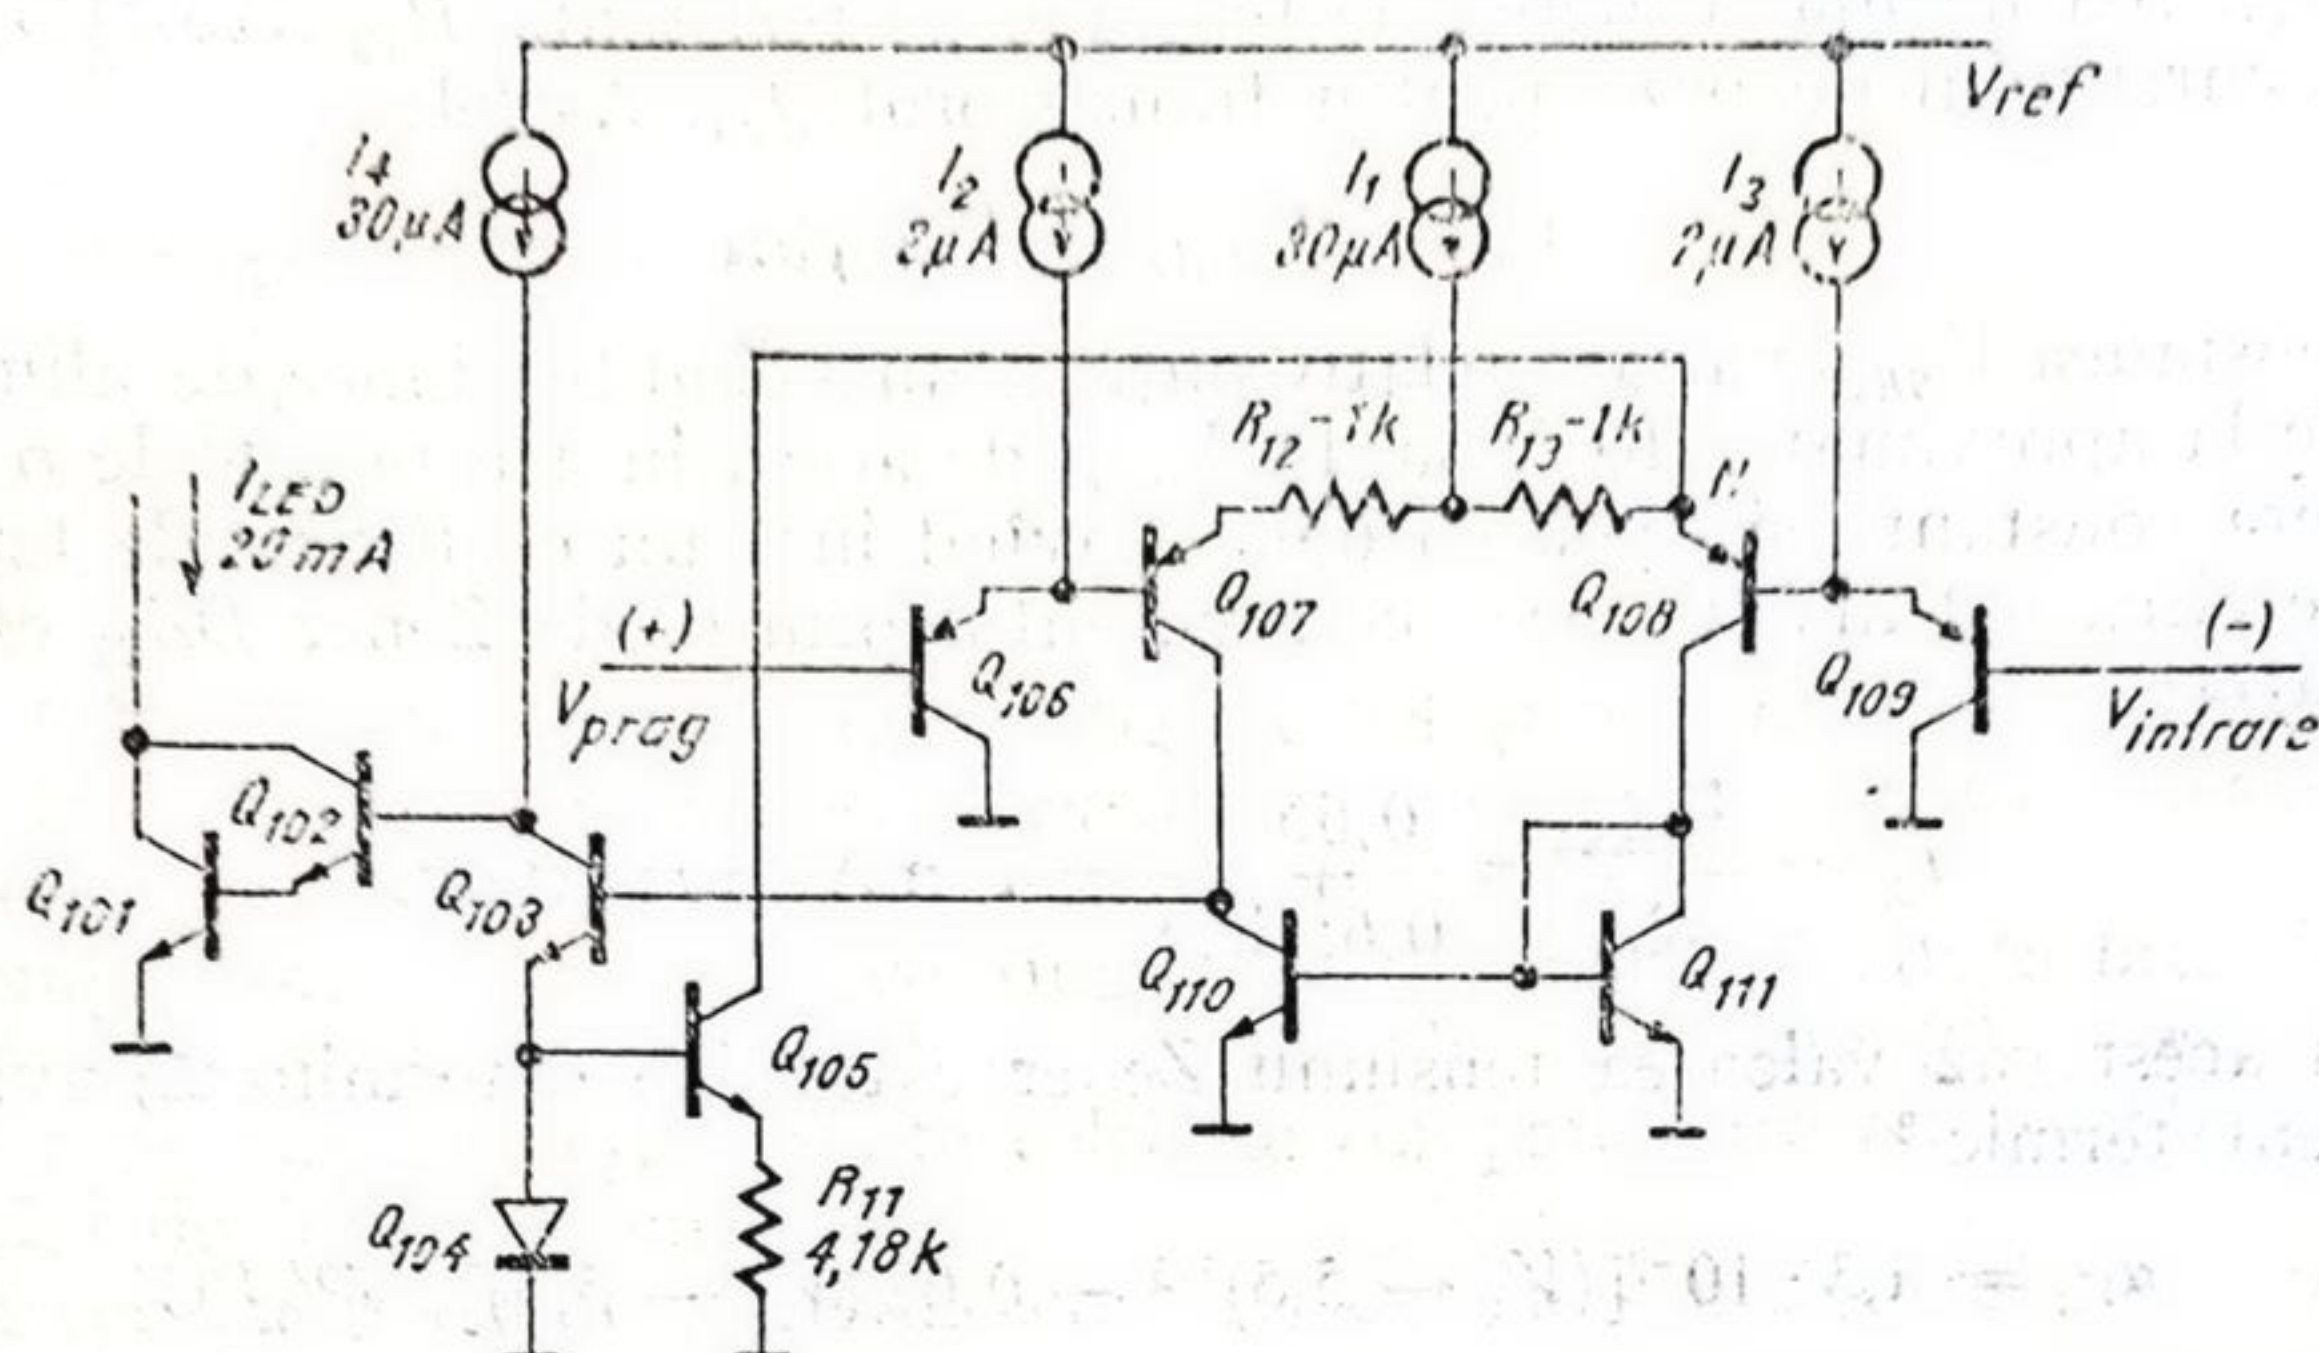 Vref
I4
30µA
I2
2µA
I1
30µA
I3
2µA
ILED
20mA
R12-1k
R13-1k
(+)
Vprag
Q106
Q107
Q108
Q109
(-)
Vintrare
Q101
Q102
Q103
Q110
Q111
Q105
Q104
R11
4,18k